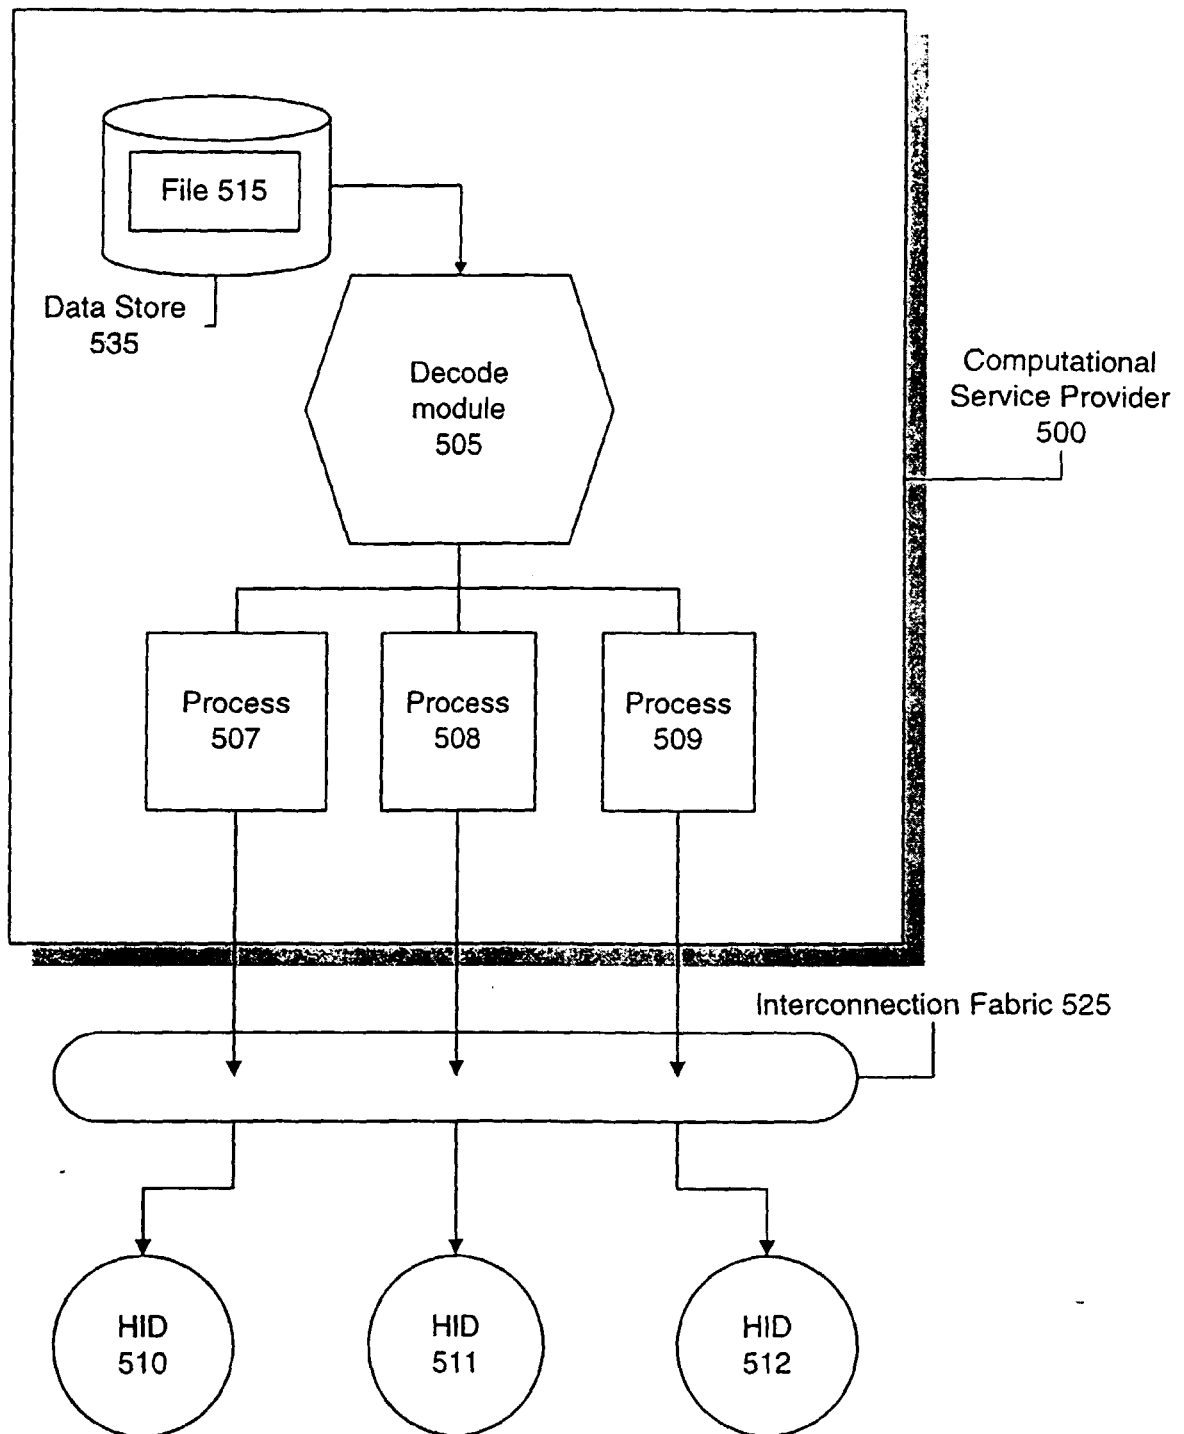 File 515
Data Store
535
Decode
module
505
Computational
Service Provider
500
Process
507
Process
508
Process
509
Interconnection Fabric 525
HID
510
HID
511
HID
512